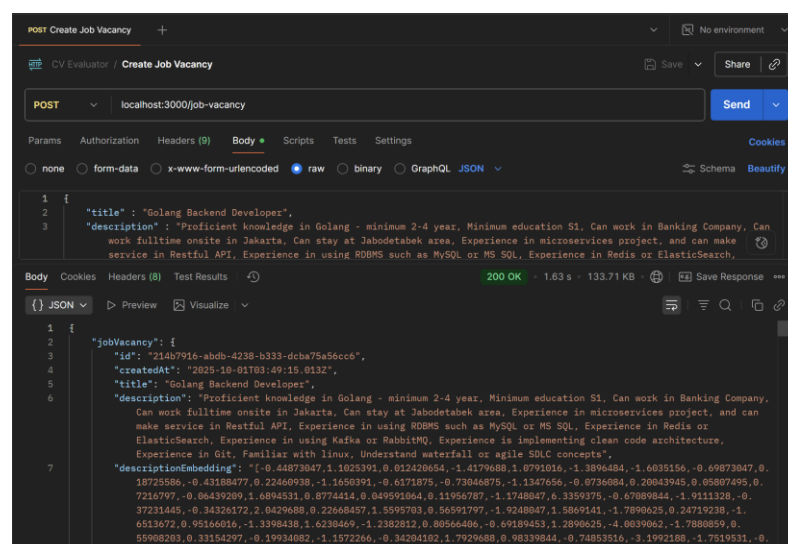 POST Create Job Vacancy
No environment
HTTP CV Evaluator / Create Job Vacancy
Save Share
POST localhost:3000/job-vacancy Send
Params Authorization Headers (9) Body Scripts Tests Settings Cookies
none form-data x-www-form-urlencoded raw binary GraphQL JSON Schema Beautify
1 {
2 "title" : "Golang Backend Developer",
3 "description" : "Proficient knowledge in Golang - minimum 2-4 year, Minimum education S1, Can work in Banking Company, Can
work fulltime onsite in Jakarta, Can stay at Jabodetabek area, Experience in microservices project, and can make
service in Restful API, Experience in using RDBMS such as MySQL or MS SQL, Experience in Redis or ElasticSearch,
Body Cookies Headers (8) Test Results 200 OK 1.63 s 133.71 KB Save Response
{} JSON Preview Visualize
1 {
2 "jobVacancy": {
3 "id": "214b7916-abdb-4238-b333-dcba75a56cc6",
4 "createdAt": "2025-10-01T03:49:15.013Z",
5 "title": "Golang Backend Developer",
6 "description": "Proficient knowledge in Golang - minimum 2-4 year, Minimum education S1, Can work in Banking Company,
Can work fulltime onsite in Jakarta, Can stay at Jabodetabek area, Experience in microservices project, and can
make service in Restful API, Experience in using RDBMS such as MySQL or MS SQL, Experience in Redis or
ElasticSearch, Experience in using Kafka or RabbitMQ, Experience is implementing clean code architecture,
Experience in Git, Familiar with linux, Understand waterfall or agile SDLC concepts",
7 "descriptionEmbedding": "[-0.44873047,1.1025391,0.012420654,-1.4179688,1.0791016,-1.3896484,-1.6035156,-0.69873047,0.
18725586,-0.43188477,0.22460938,-1.1650391,-0.6171875,-0.73046875,-1.1347656,-0.0736084,0.20043945,0.05807495,0.
7216797,-0.06439209,1.6894531,0.8774414,0.049591064,0.11956787,-1.1748047,6.3359375,-0.67089844,-1.9111328,-0.
37231445,-0.34326172,2.0429688,0.22668457,1.5595703,0.56591797,-1.9248047,1.5869141,-1.7890625,0.24719238,-1.
6513672,0.95166016,-1.3398438,1.6230469,-1.2382812,0.80566406,-0.69189453,1.2890625,-4.0039062,-1.7880859,0.
55908203,0.33154297,-0.19934082,-1.1572266,-0.34204102,1.7929688,0.98339844,-0.74853516,-3.1992188,-1.7519531,-0.